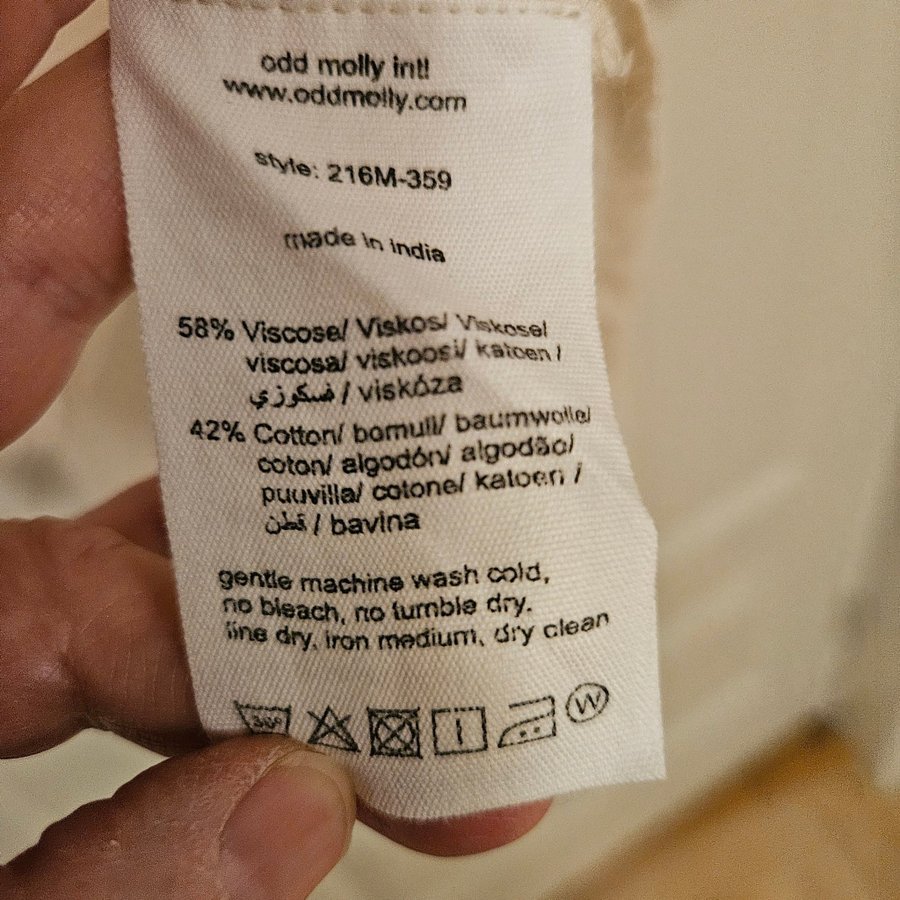 odd molly intl
www.oddmolly.com
style: 216M-359
made in india
58% Viscose/ Viskos/ Viskose/
viscosa/ viskoosi/ katoen /
فسكوزي / viskóza
42% Cotton/ bomull/ baumwolle/
coton/ algodón/ algodão/
puuvilla/ cotone/ katoen /
قطن / bavlna
gentle machine wash cold,
no bleach, no tumble dry.
line dry, iron medium, dry clean
30° W